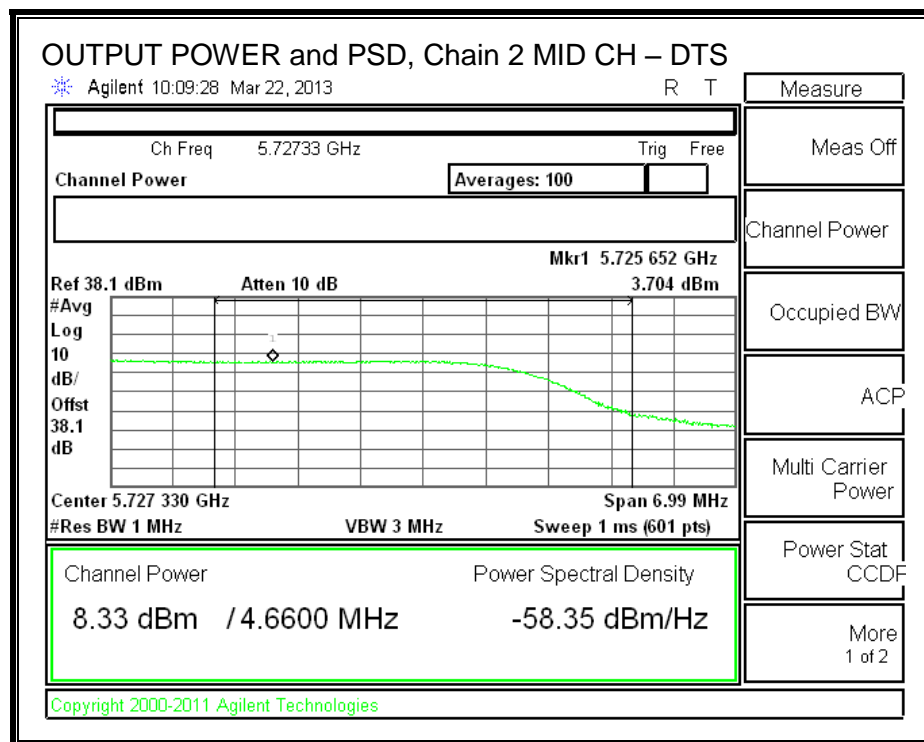 OUTPUT POWER and PSD, Chain 2 MID CH – DTS
Agilent 10:09:28 Mar 22, 2013 R T
Measure
Ch Freq 5.72733 GHz Trig Free
Meas Off
Channel Power Averages: 100
Channel Power
Mkr1 5.725 652 GHz
Ref 38.1 dBm Atten 10 dB 3.704 dBm
#Avg
Log
10
dB/
Offst
38.1
dB
1
Occupied BW
ACP
Multi Carrier
Power
Center 5.727 330 GHz Span 6.99 MHz
#Res BW 1 MHz VBW 3 MHz Sweep 1 ms (601 pts)
Power Stat
CCDF
Channel Power Power Spectral Density
8.33 dBm / 4.6600 MHz -58.35 dBm/Hz
More
1 of 2
Copyright 2000-2011 Agilent Technologies